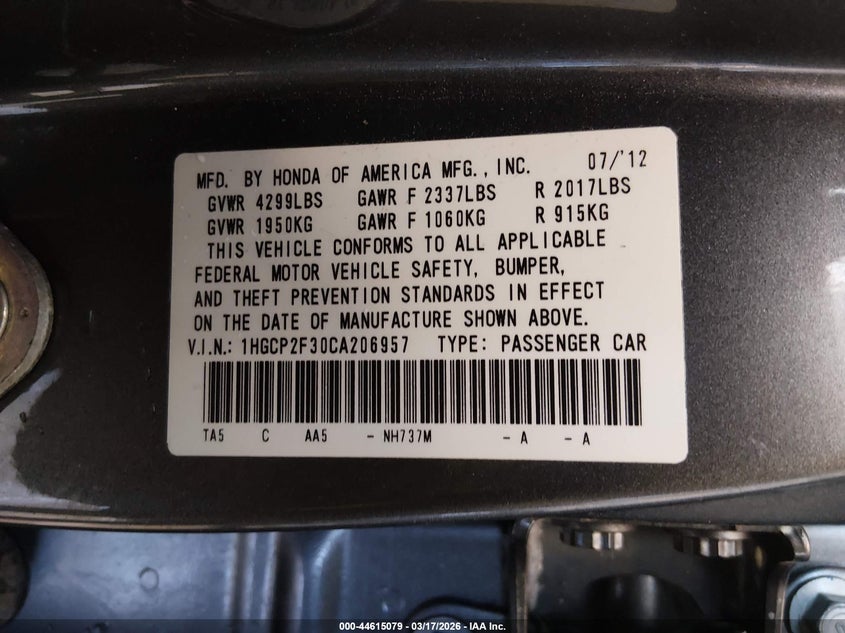 MFD. BY HONDA OF AMERICA MFG., INC. 07/'12
GVWR 4299LBS GAWR F 2337LBS R 2017LBS
GVWR 1950KG GAWR F 1060KG R 915KG
THIS VEHICLE CONFORMS TO ALL APPLICABLE
FEDERAL MOTOR VEHICLE SAFETY, BUMPER,
AND THEFT PREVENTION STANDARDS IN EFFECT
ON THE DATE OF MANUFACTURE SHOWN ABOVE.
V.I.N.: 1HGCP2F30CA206957 TYPE: PASSENGER CAR
TA5 C AA5 - NH737M - A - A
000-44615079 - 03/17/2026 - IAA Inc.